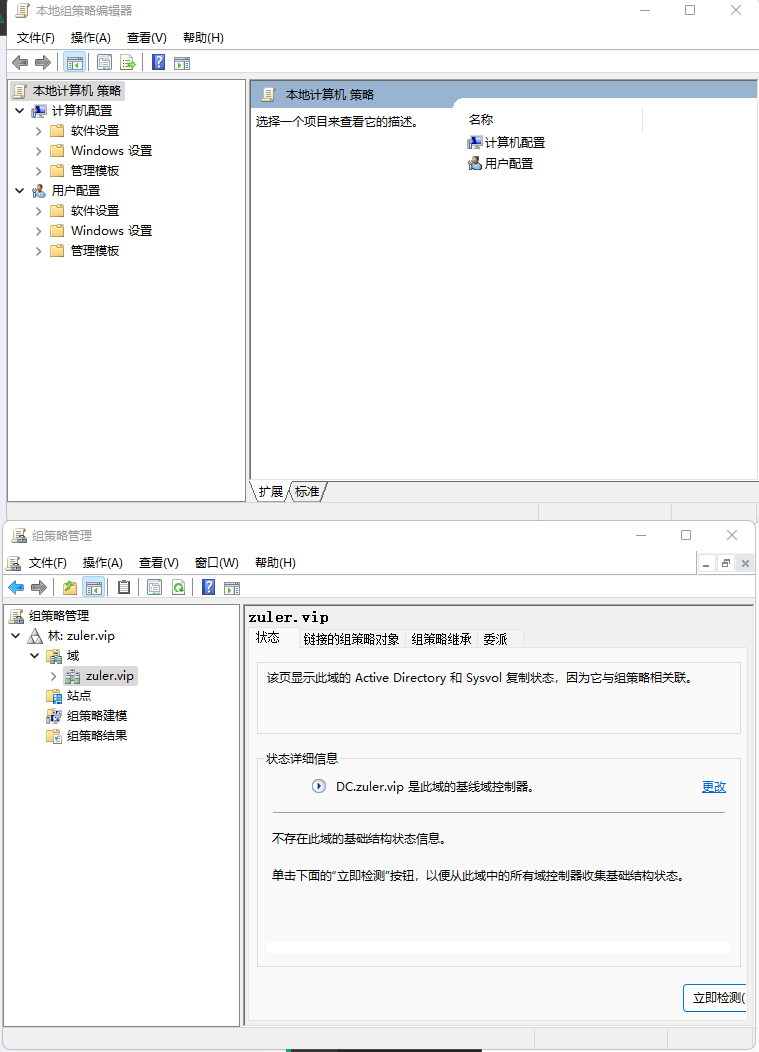 本地组策略编辑器
文件(F) 操作(A) 查看(V) 帮助(H)
本地计算机 策略
计算机配置
软件设置
Windows 设置
管理模板
用户配置
软件设置
Windows 设置
管理模板
本地计算机 策略
选择一个项目来查看它的描述。
名称
计算机配置
用户配置
扩展 标准
组策略管理
文件(F) 操作(A) 查看(V) 窗口(W) 帮助(H)
组策略管理
林: zuler.vip
域
zuler.vip
站点
组策略建模
组策略结果
zuler.vip
状态 链接的组策略对象 组策略继承 委派
该页显示此域的 Active Directory 和 Sysvol 复制状态，因为它与组策略相关联。
状态详细信息
DC.zuler.vip 是此域的基线域控制器。 更改
不存在此域的基础结构状态信息。
单击下面的“立即检测”按钮，以便从此域中的所有域控制器收集基础结构状态。
立即检测(